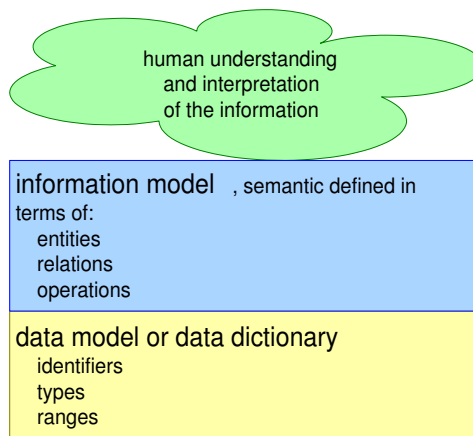 human understanding
and interpretation
of the information
information model , semantic defined in
terms of:
entities
relations
operations
data model or data dictionary
identifiers
types
ranges